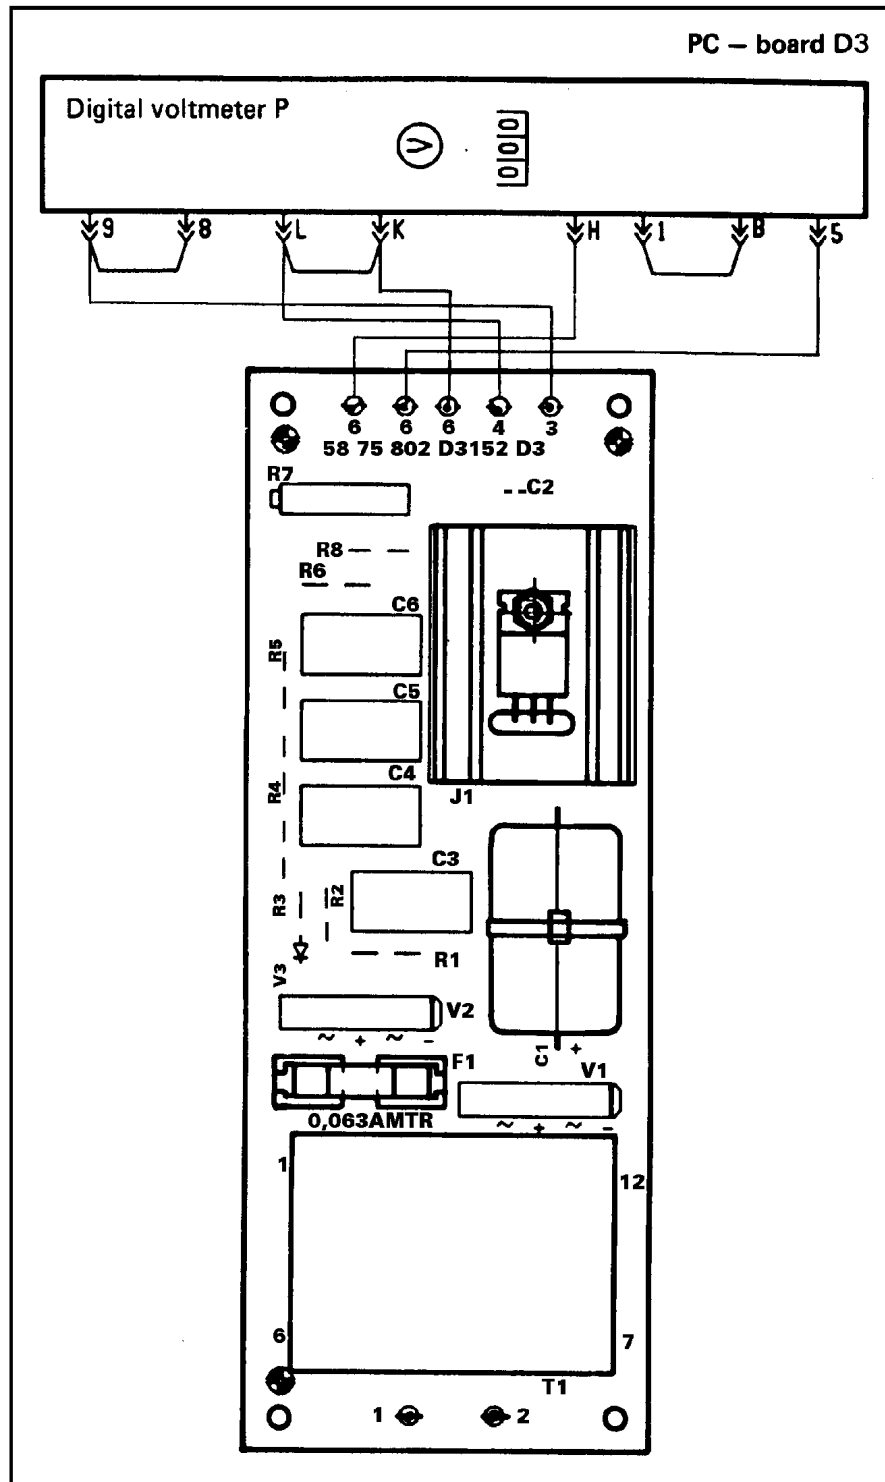 PC – board D3
Digital voltmeter P
V
000
9 8 L K H 1 B 5
6 6 6 4 3
58 75 802 D3152 D3
R7
C2
R8
R6
C6
R5
C5
C4
R4
J1
C3
R3 R2
R1
V3
V2
~ + ~ -
C1 +
F1
V1
0,063AMTR
~ + ~ -
1
12
6
7
T1
1 2